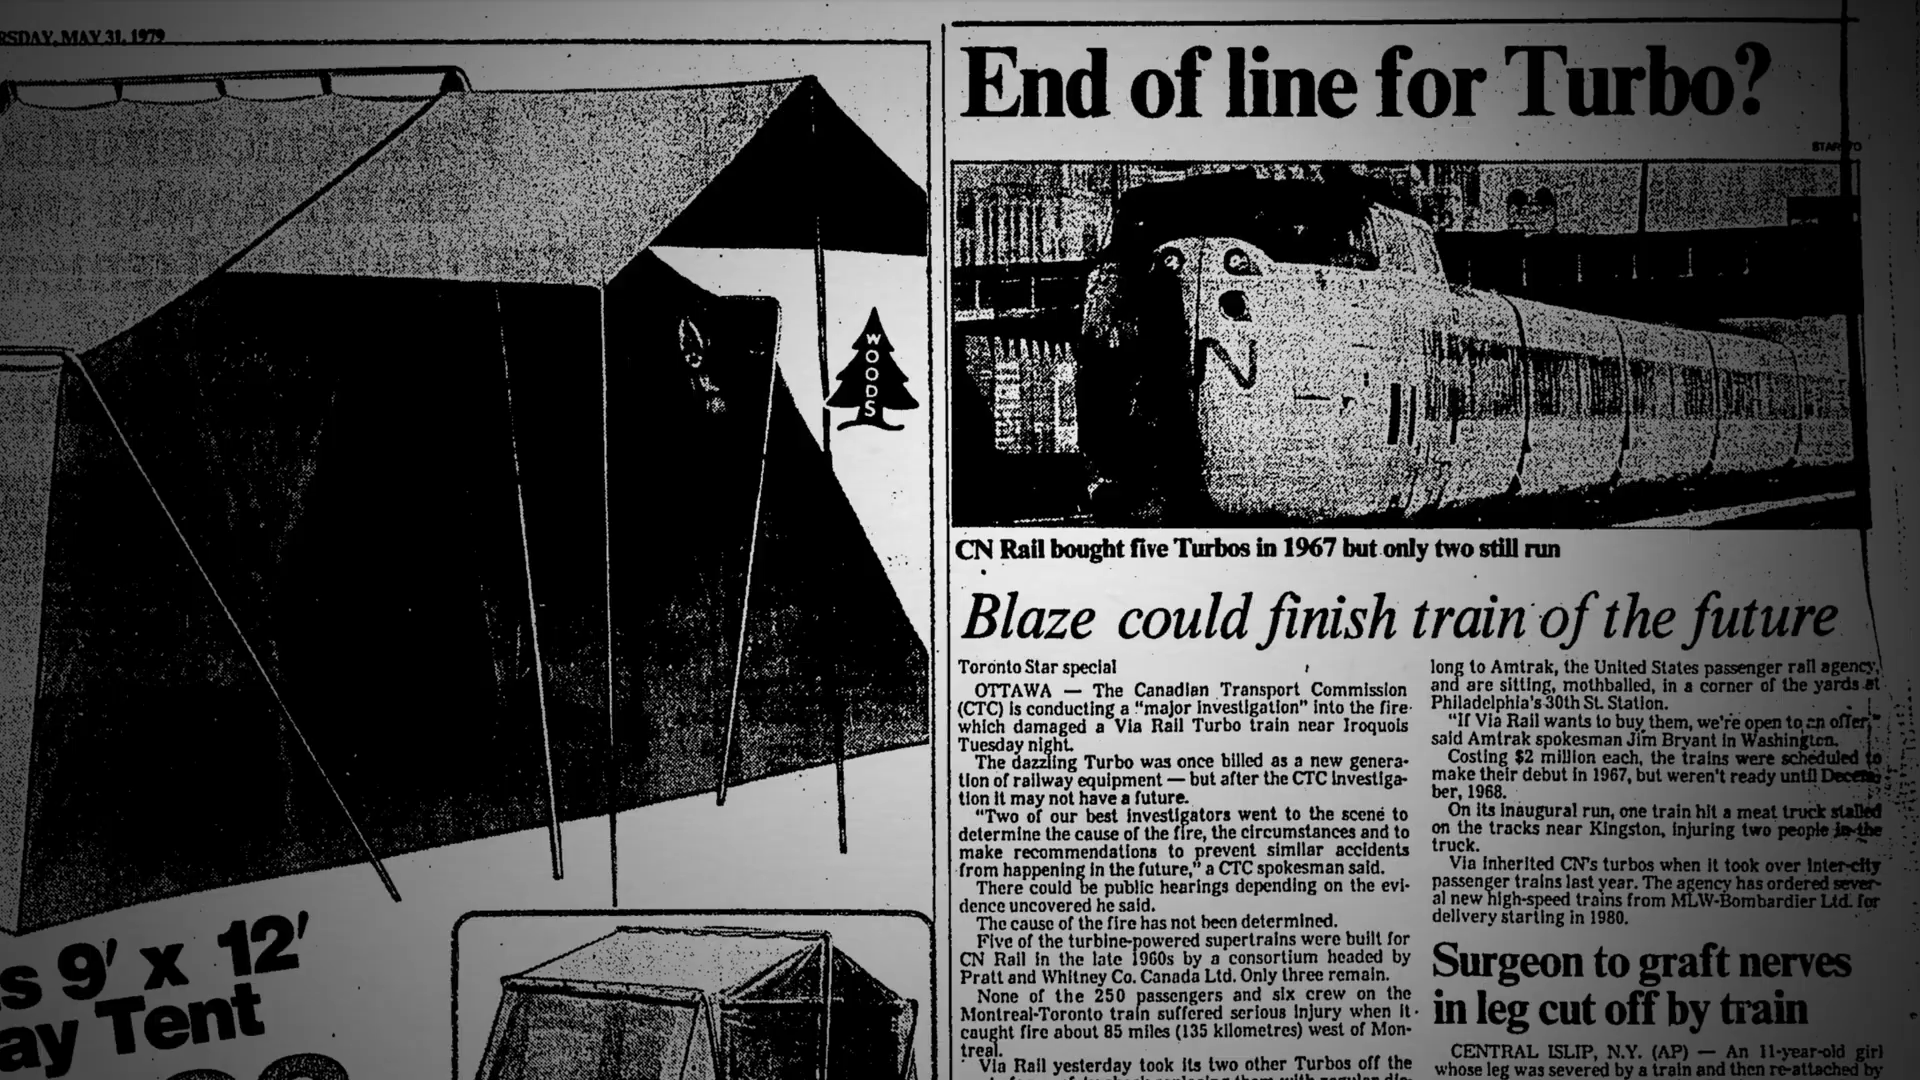 RSDAY, MAY 31, 1979
WOODS
s 9' x 12'
ay Tent
End of line for Turbo?
STAR
CN Rail bought five Turbos in 1967 but only two still run
Blaze could finish train of the future
Toronto Star special
OTTAWA — The Canadian Transport Commission
(CTC) is conducting a "major investigation" into the fire
which damaged a Via Rail Turbo train near Iroquois
Tuesday night.
The dazzling Turbo was once billed as a new genera-
tion of railway equipment — but after the CTC investiga-
tion it may not have a future.
"Two of our best investigators went to the scene to
determine the cause of the fire, the circumstances and to
make recommendations to prevent similar accidents
from happening in the future," a CTC spokesman said.
There could be public hearings depending on the evi-
dence uncovered he said.
The cause of the fire has not been determined.
Five of the turbine-powered supertrains were built for
CN Rail in the late 1960s by a consortium headed by
Pratt and Whitney Co. Canada Ltd. Only three remain.
None of the 250 passengers and six crew on the
Montreal-Toronto train suffered serious injury when it
caught fire about 85 miles (135 kilometres) west of Mon-
treal.
Via Rail yesterday took its two other Turbos off the
long to Amtrak, the United States passenger rail agency,
and are sitting, mothballed, in a corner of the yards at
Philadelphia's 30th St. Station.
"If Via Rail wants to buy them, we're open to an offer,"
said Amtrak spokesman Jim Bryant in Washington.
Costing $2 million each, the trains were scheduled to
make their debut in 1967, but weren't ready until Decem-
ber, 1968.
On its inaugural run, one train hit a meat truck stalled
on the tracks near Kingston, injuring two people in the
truck.
Via inherited CN's turbos when it took over inter-city
passenger trains last year. The agency has ordered sever-
al new high-speed trains from MLW-Bombardier Ltd. for
delivery starting in 1980.
Surgeon to graft nerves
in leg cut off by train
CENTRAL ISLIP, N.Y. (AP) — An 11-year-old girl
whose leg was severed by a train and then re-attached by